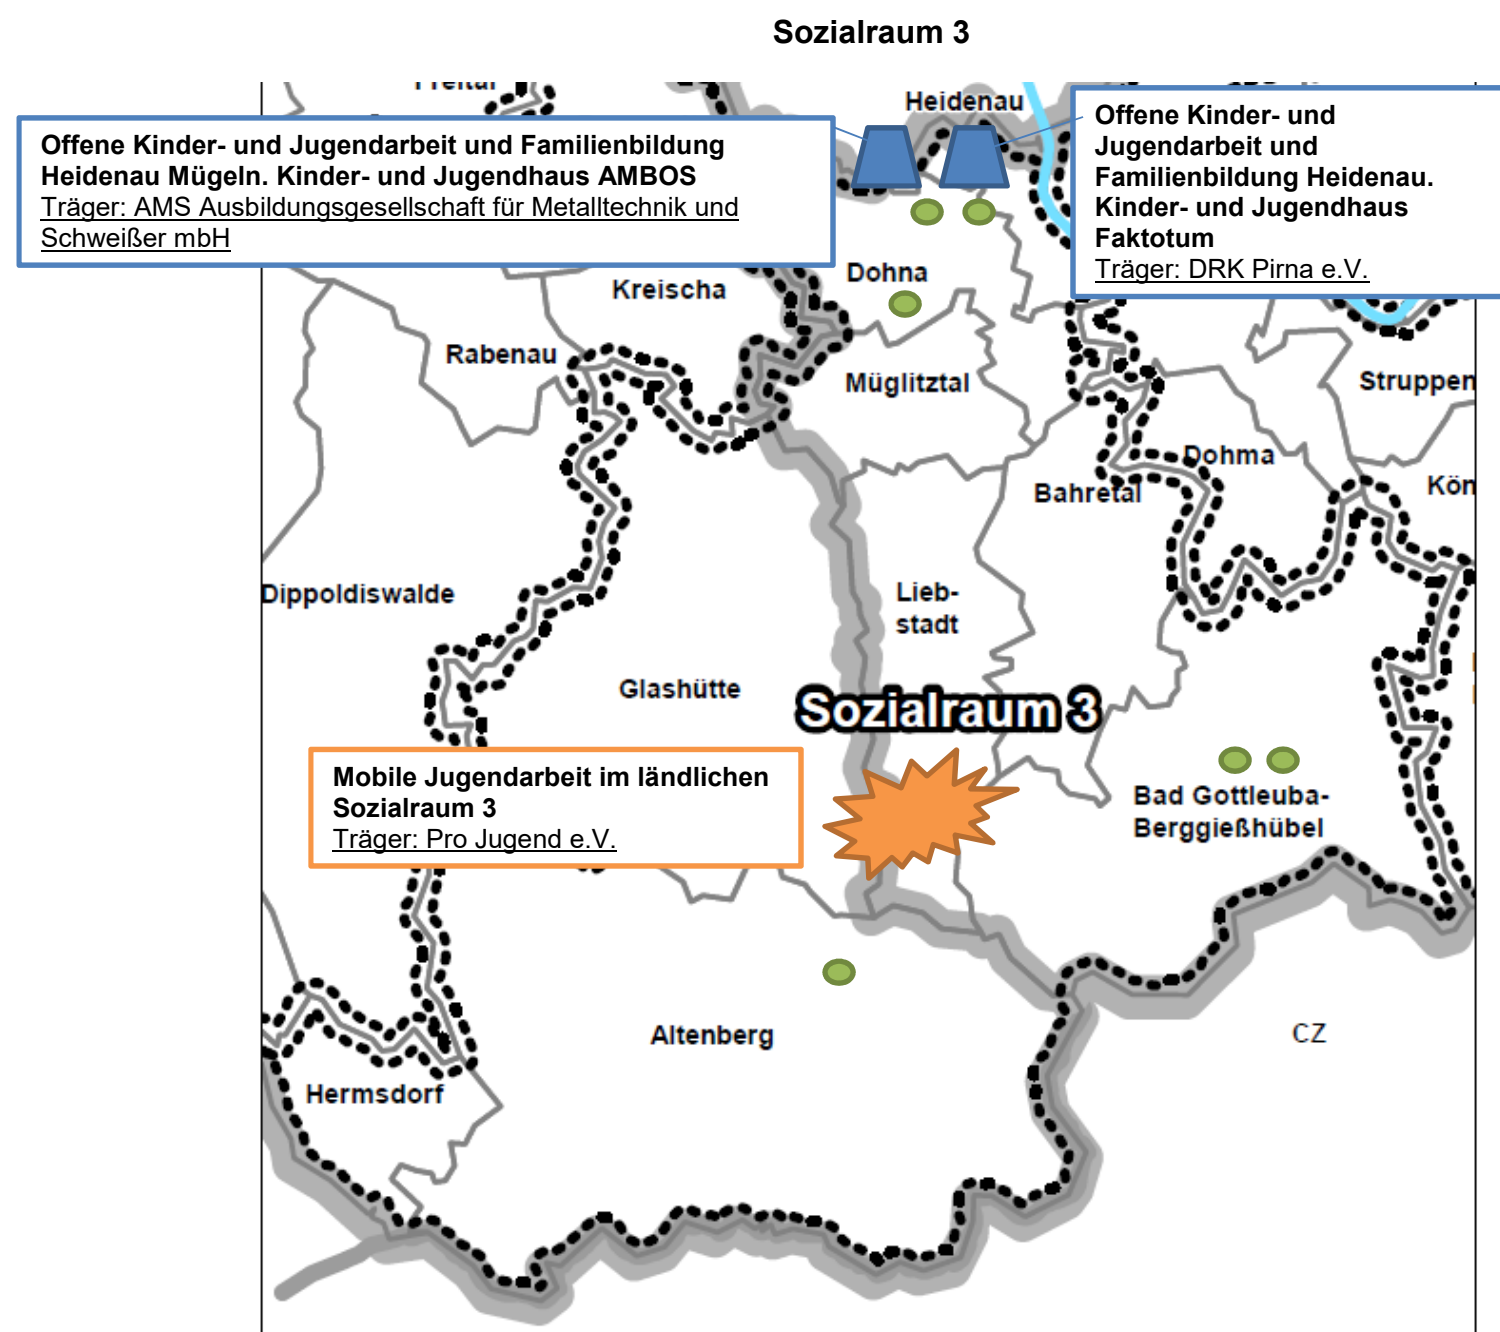 Sozialraum 3
Heidenau
Offene Kinder- und Jugendarbeit und Familienbildung
Heidenau Mügeln. Kinder- und Jugendhaus AMBOS
Träger: AMS Ausbildungsgesellschaft für Metalltechnik und
Schweißer mbH
Offene Kinder- und
Jugendarbeit und
Familienbildung Heidenau.
Kinder- und Jugendhaus
Faktotum
Träger: DRK Pirna e.V.
Dohna
Kreischa
Rabenau
Müglitztal
Struppen
Dohma
Bahretal
Kön
Dippoldiswalde
Lieb-
stadt
Glashütte
Sozialraum 3
Mobile Jugendarbeit im ländlichen
Sozialraum 3
Träger: Pro Jugend e.V.
Bad Gottleuba-
Berggießhübel
Altenberg
CZ
Hermsdorf